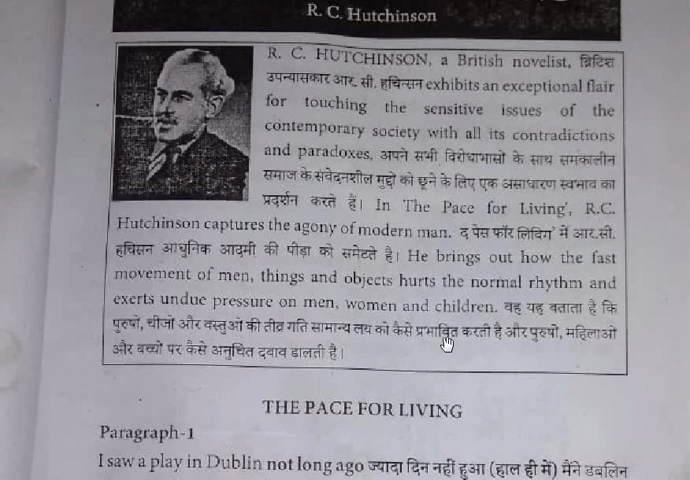 R. C. Hutchinson
R. C. HUTCHINSON, a British novelist, ब्रिटिश
उपन्यासकार आर. सी. हचिन्सन exhibits an exceptional flair
for touching the sensitive issues of the
contemporary society with all its contradictions
and paradoxes, अपने सभी विरोधाभासों के साथ समकालीन
समाज के संवेदनशील मुद्दों को छूने के लिए एक असाधारण स्वभाव का
प्रदर्शन करते हैं। In 'The Pace for Living', R.C.
Hutchinson captures the agony of modern man. द पेस फॉर लिविंग' में आर.सी.
हचिसन आधुनिक आदमी की पीड़ा को समेटते है। He brings out how the fast
movement of men, things and objects hurts the normal rhythm and
exerts undue pressure on men, women and children. वह यह बताता है कि
पुरुषों, चीजों और वस्तुओं की तीव्र गति सामान्य लय को कैसे प्रभावित करती है और पुरुषों, महिलाओं
और बच्चों पर कैसे अनुचित दबाव डालती है।
THE PACE FOR LIVING
Paragraph-1
I saw a play in Dublin not long ago ज्यादा दिन नहीं हुआ (हाल ही में) मैंने डबलिन